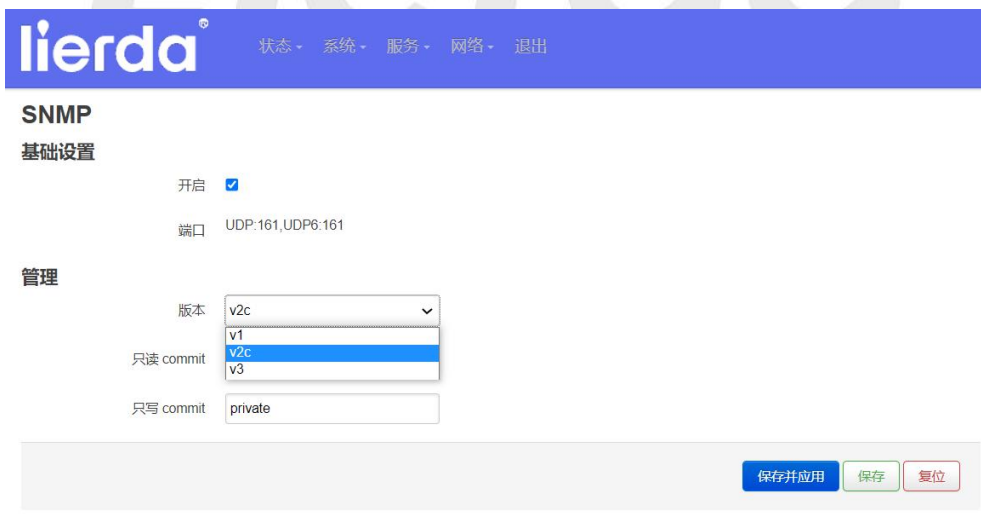 lierda®
状态 系统 服务 网络 退出
SNMP
基础设置
开启
端口 UDP:161,UDP6:161
管理
版本 v2c
v1
v2c
只读 commit
v3
只写 commit private
保存并应用 保存 复位